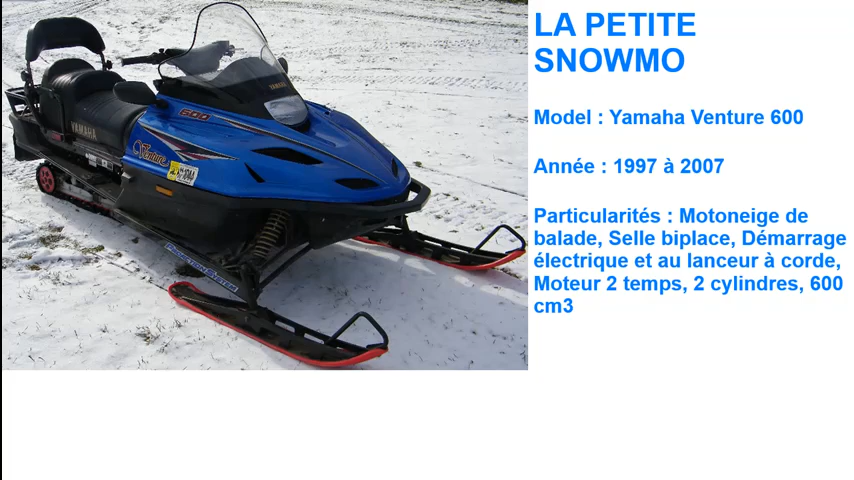 LA PETITE
SNOWMO
Model : Yamaha Venture 600
Année : 1997 à 2007
Particularités : Motoneige de
balade, Selle biplace, Démarrage
électrique et au lanceur à corde,
Moteur 2 temps, 2 cylindres, 600
cm3
YAMAHA
600
YAMAHA
Venture